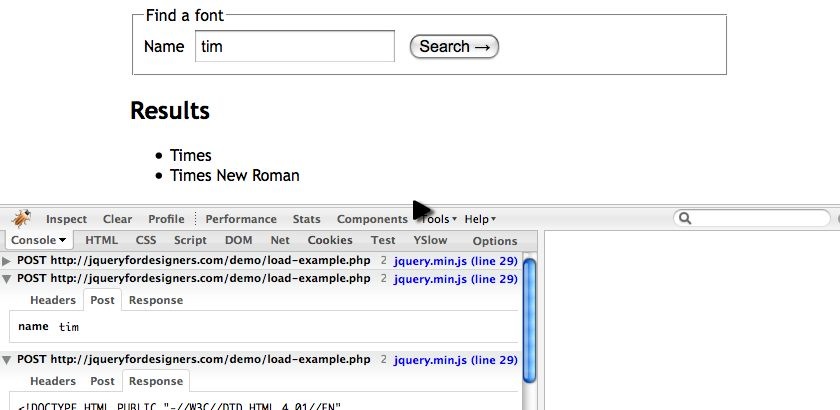 Find a font
Name tim Search →
Results
• Times
• Times New Roman
Inspect Clear Profile Performance Stats Components Tools Help
Console HTML CSS Script DOM Net Cookies Test YSlow Options
POST http://jqueryfordesigners.com/demo/load-example.php 2 jquery.min.js (line 29)
POST http://jqueryfordesigners.com/demo/load-example.php 2 jquery.min.js (line 29)
Headers Post Response
name tim
POST http://jqueryfordesigners.com/demo/load-example.php 2 jquery.min.js (line 29)
Headers Post Response
<!DOCTYPE HTML PUBLIC "-//W3C//DTD HTML 4.01//EN"